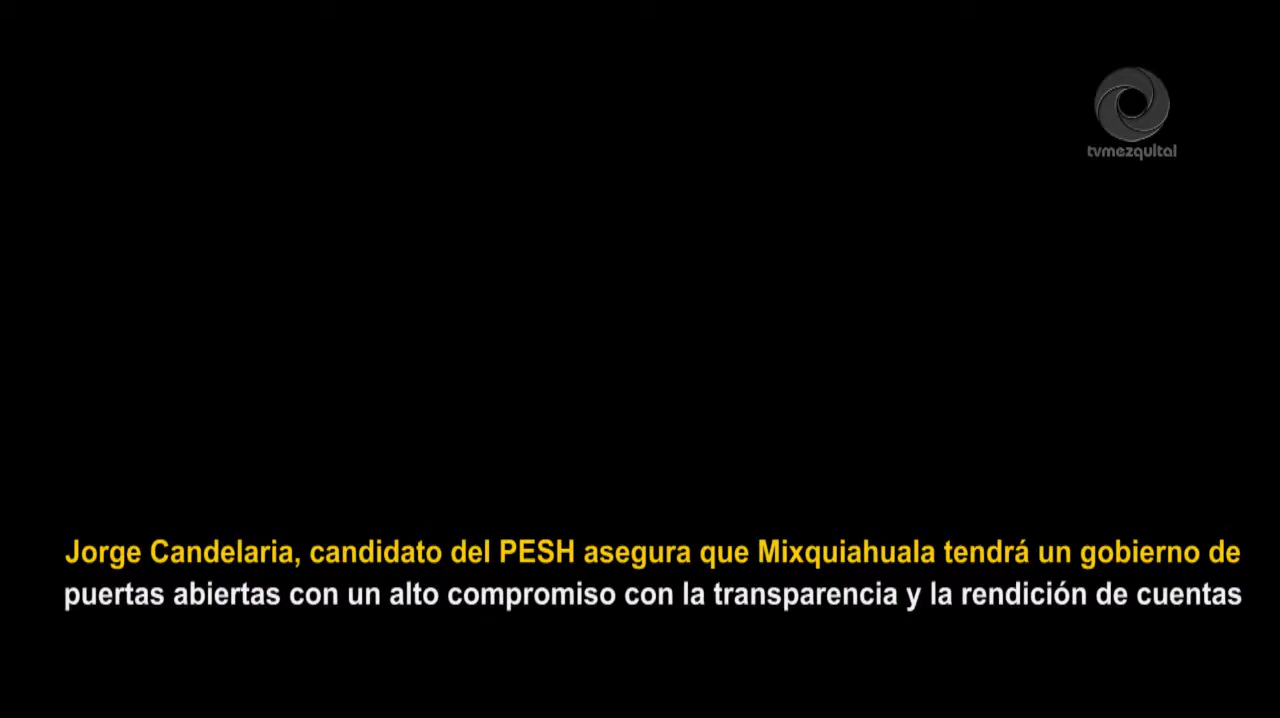 tvmezquital
Jorge Candelaria, candidato del PESH asegura que Mixquiahuala tendrá un gobierno de
puertas abiertas con un alto compromiso con la transparencia y la rendición de cuentas